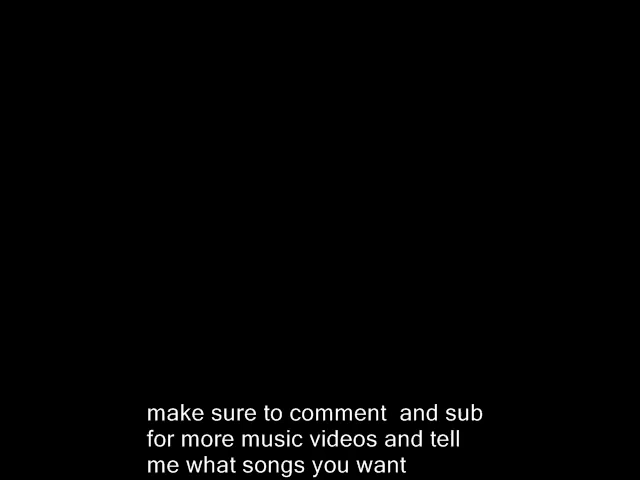 make sure to comment  and sub
for more music videos and tell
me what songs you want